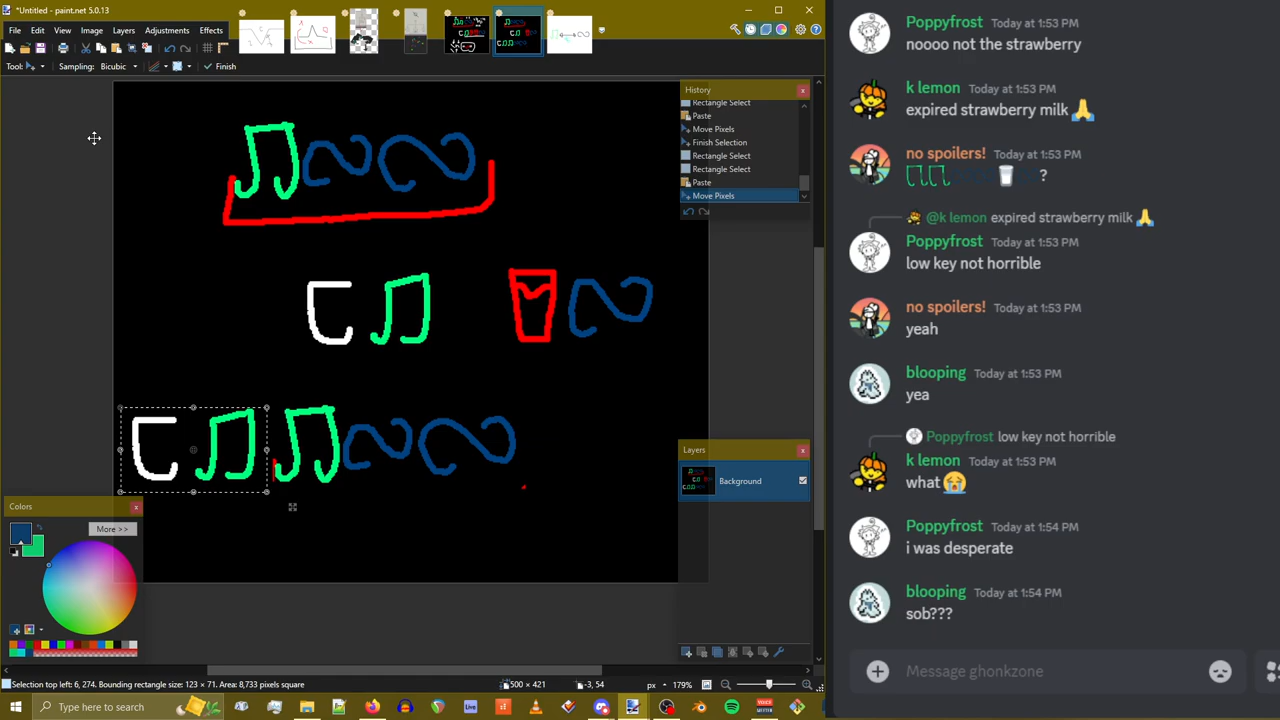 *Untitled - paint.net 5.0.13
File Edit View Image Layers Adjustments Effects
Tool: Sampling: Bicubic Finish
History
Rectangle Select
Paste
Move Pixels
Finish Selection
Rectangle Select
Rectangle Select
Paste
Move Pixels
Layers
Background
Colors
More >>
Selection top left: 6, 274. Bounding rectangle size: 123 × 71. Area: 8,733 pixels square
500 × 421
-3, 54
px
179%
Type here to search
Live
Poppyfrost Today at 1:53 PM
noooo not the strawberry
k lemon Today at 1:53 PM
expired strawberry milk 🙏
no spoilers! Today at 1:53 PM
🥛 ?
@k lemon expired strawberry milk 🙏
Poppyfrost Today at 1:53 PM
low key not horrible
no spoilers! Today at 1:53 PM
yeah
blooping Today at 1:53 PM
yea
Poppyfrost low key not horrible
k lemon Today at 1:53 PM
what 😭
Poppyfrost Today at 1:54 PM
i was desperate
blooping Today at 1:54 PM
sob???
Message ghonkzone